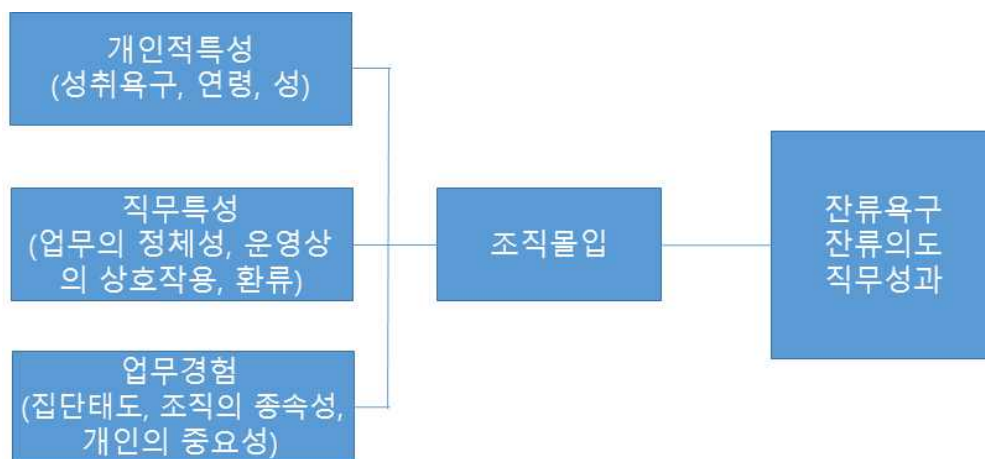 개인적특성
(성취욕구, 연령, 성)
직무특성
(업무의 정체성, 운영상
의 상호작용, 환류)
업무경험
(집단태도, 조직의 종속성,
개인의 중요성)
조직몰입
잔류욕구
잔류의도
직무성과